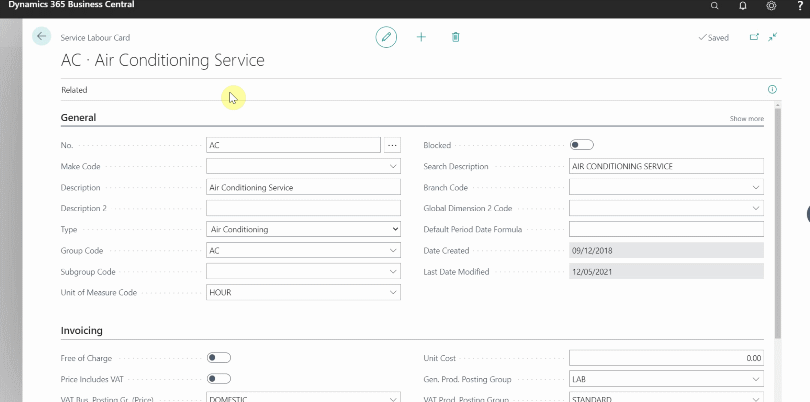 Dynamics 365 Business Central
?
Service Labour Card
Saved
AC · Air Conditioning Service
Related
General
Show more
No.
AC
...
Blocked
Make Code
Search Description
AIR CONDITIONING SERVICE
Description
Air Conditioning Service
Branch Code
Description 2
Global Dimension 2 Code
Type
Air Conditioning
Default Period Date Formula
Group Code
AC
Date Created
09/12/2018
Subgroup Code
Last Date Modified
12/05/2021
Unit of Measure Code
HOUR
Invoicing
Free of Charge
Unit Cost
0.00
Price Includes VAT
Gen. Prod. Posting Group
LAB
VAT Bus. Posting Gr. (Price)
DOMESTIC
VAT Prod. Posting Group
STANDARD